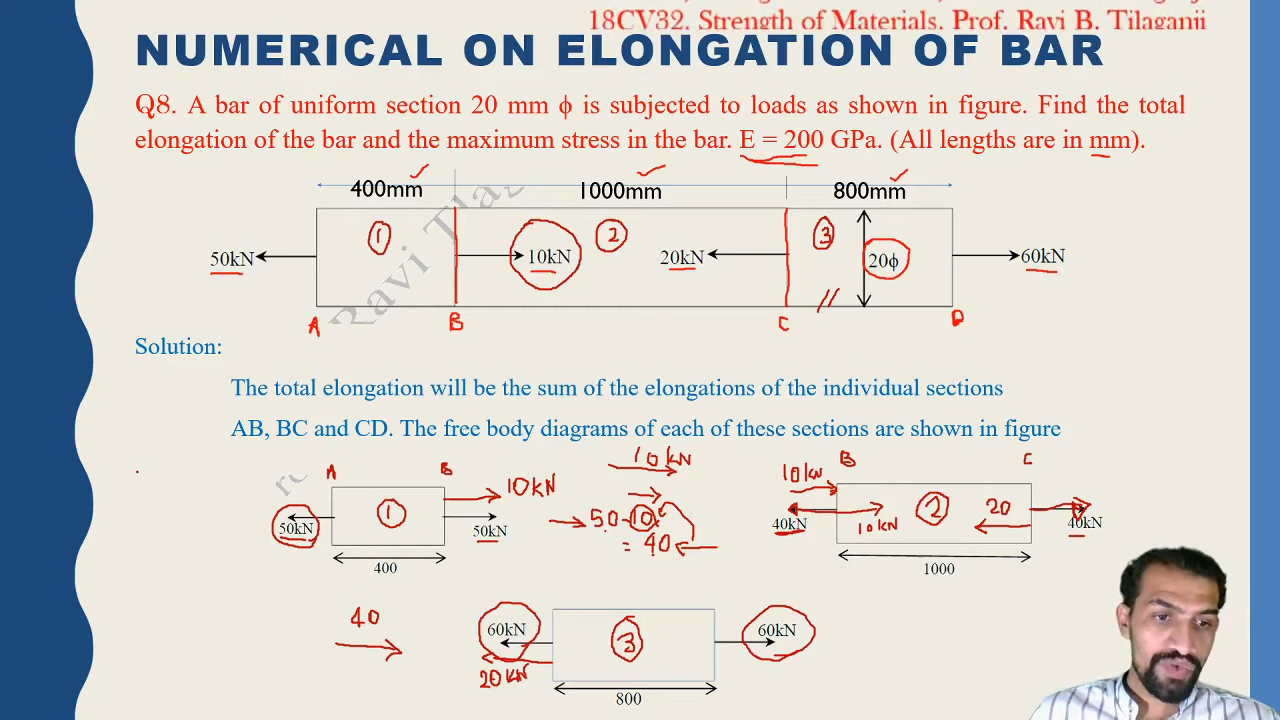 18CV32, Strength of Materials, Prof. Ravi B. Tilaganji
NUMERICAL ON ELONGATION OF BAR
Q8. A bar of uniform section 20 mm ϕ is subjected to loads as shown in figure. Find the total
elongation of the bar and the maximum stress in the bar. E = 200 GPa. (All lengths are in mm).
400mm 1000mm 800mm
1 2 3
50kN 10kN 20kN 20ϕ 60kN
A B C D
Ravi Tilag
Solution:
The total elongation will be the sum of the elongations of the individual sections
AB, BC and CD. The free body diagrams of each of these sections are shown in figure
A B 10kN B C
10kN 10kN
50kN 1 50kN 50-10 40kN 10kN 2 20 40kN
= 40
400 1000
40 60kN 3 60kN
20kN
800